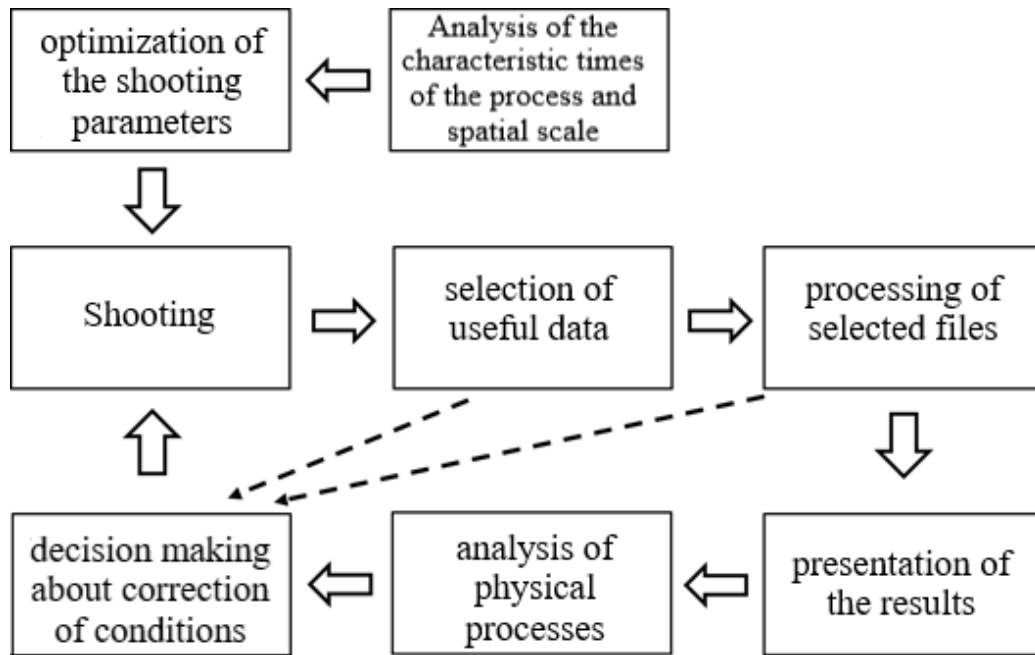 optimization of
the shooting
parameters
Analysis of the
characteristic times
of the process and
spatial scale
Shooting
selection of
useful data
processing of
selected files
decision making
about correction
of conditions
analysis of
physical
processes
presentation of
the results